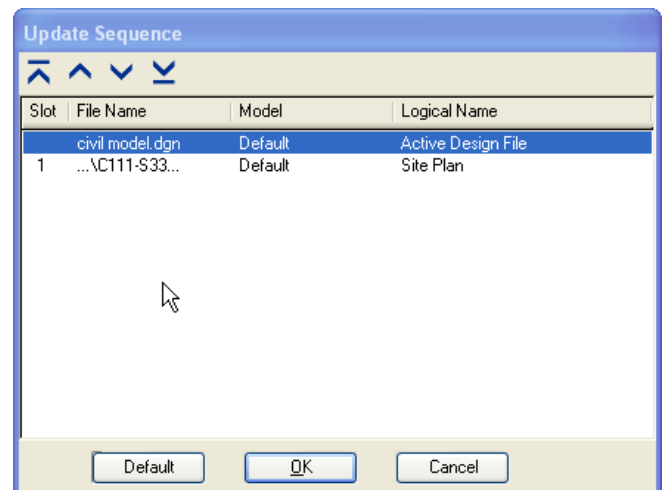 Update Sequence
Slot File Name Model Logical Name
civil model.dgn Default Active Design File
1 ...\C111-S33... Default Site Plan
Default OK Cancel